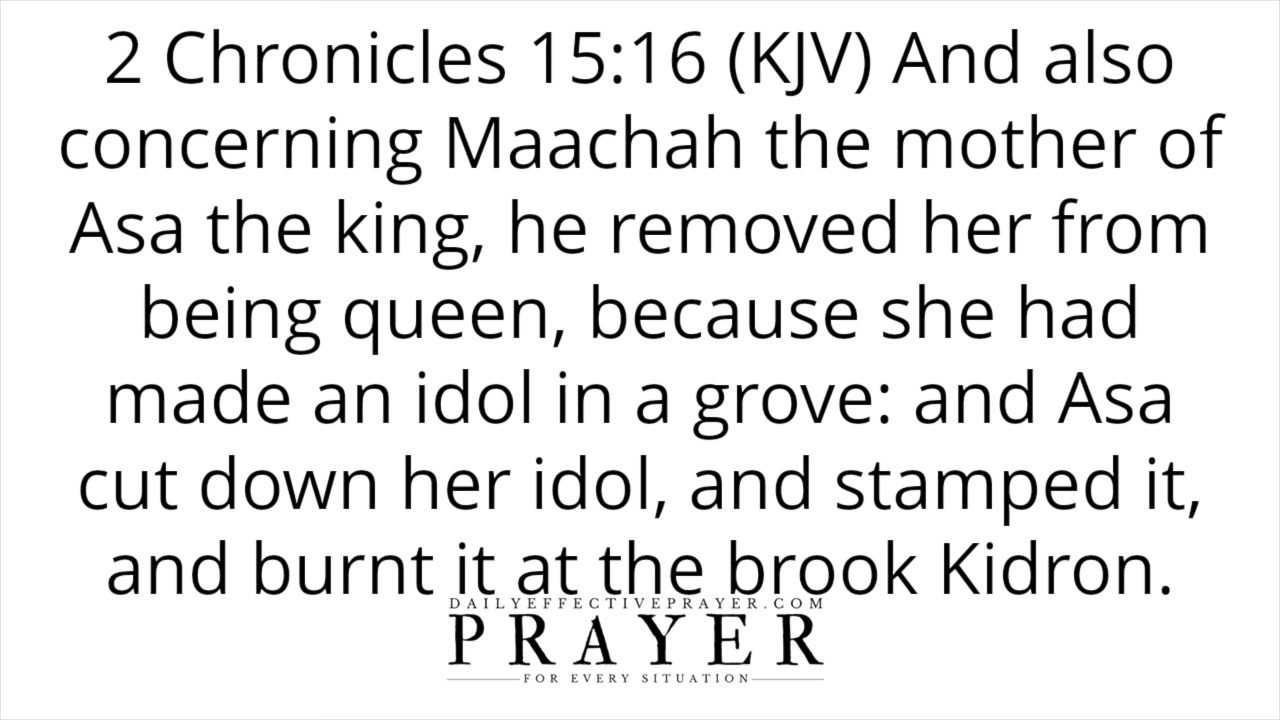 2 Chronicles 15:16 (KJV) And also
concerning Maachah the mother of
Asa the king, he removed her from
being queen, because she had
made an idol in a grove: and Asa
cut down her idol, and stamped it,
and burnt it at the brook Kidron.
DAILYEFFECTIVEPRAYER.COM
PRAYER
FOR EVERY SITUATION